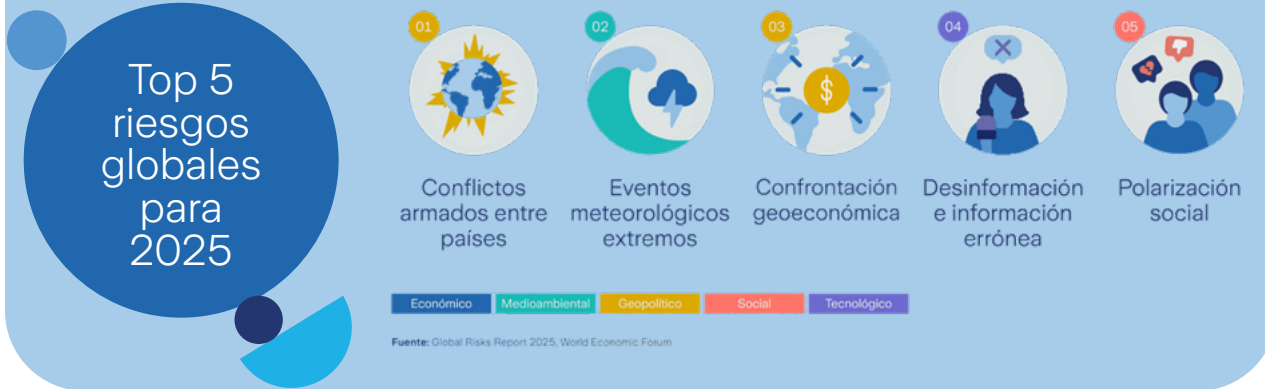 Top 5
riesgos
globales
para
2025
01
Conflictos
armados entre
países
02
Eventos
meteorológicos
extremos
03
$
Confrontación
geoeconómica
04
Desinformación
e información
errónea
05
Polarización
social
Económico
Medioambiental
Geopolítico
Social
Tecnológico
Fuente: Global Risks Report 2025, World Economic Forum